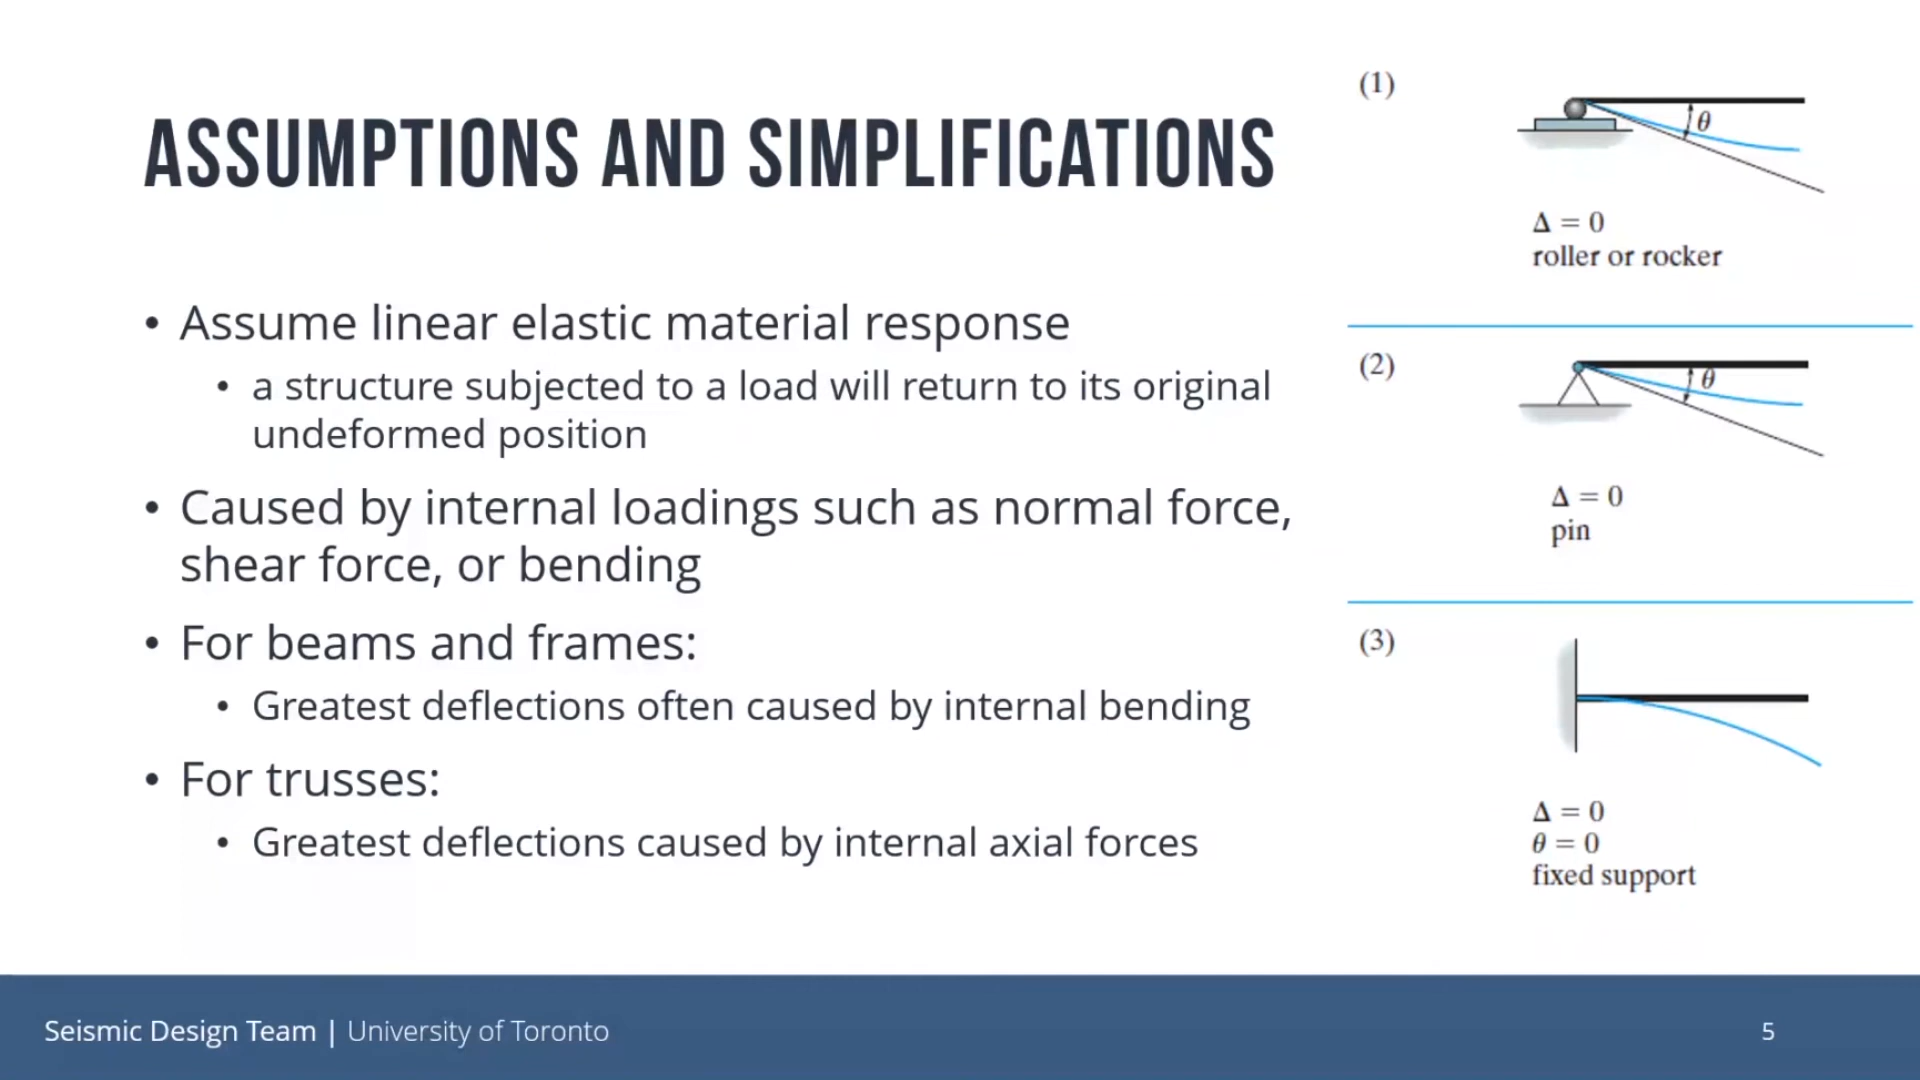 ASSUMPTIONS AND SIMPLIFICATIONS
• Assume linear elastic material response
• a structure subjected to a load will return to its original
undeformed position
• Caused by internal loadings such as normal force,
shear force, or bending
• For beams and frames:
• Greatest deflections often caused by internal bending
• For trusses:
• Greatest deflections caused by internal axial forces
(1)
θ
Δ = 0
roller or rocker
(2)
θ
Δ = 0
pin
(3)
Δ = 0
θ = 0
fixed support
Seismic Design Team | University of Toronto
5